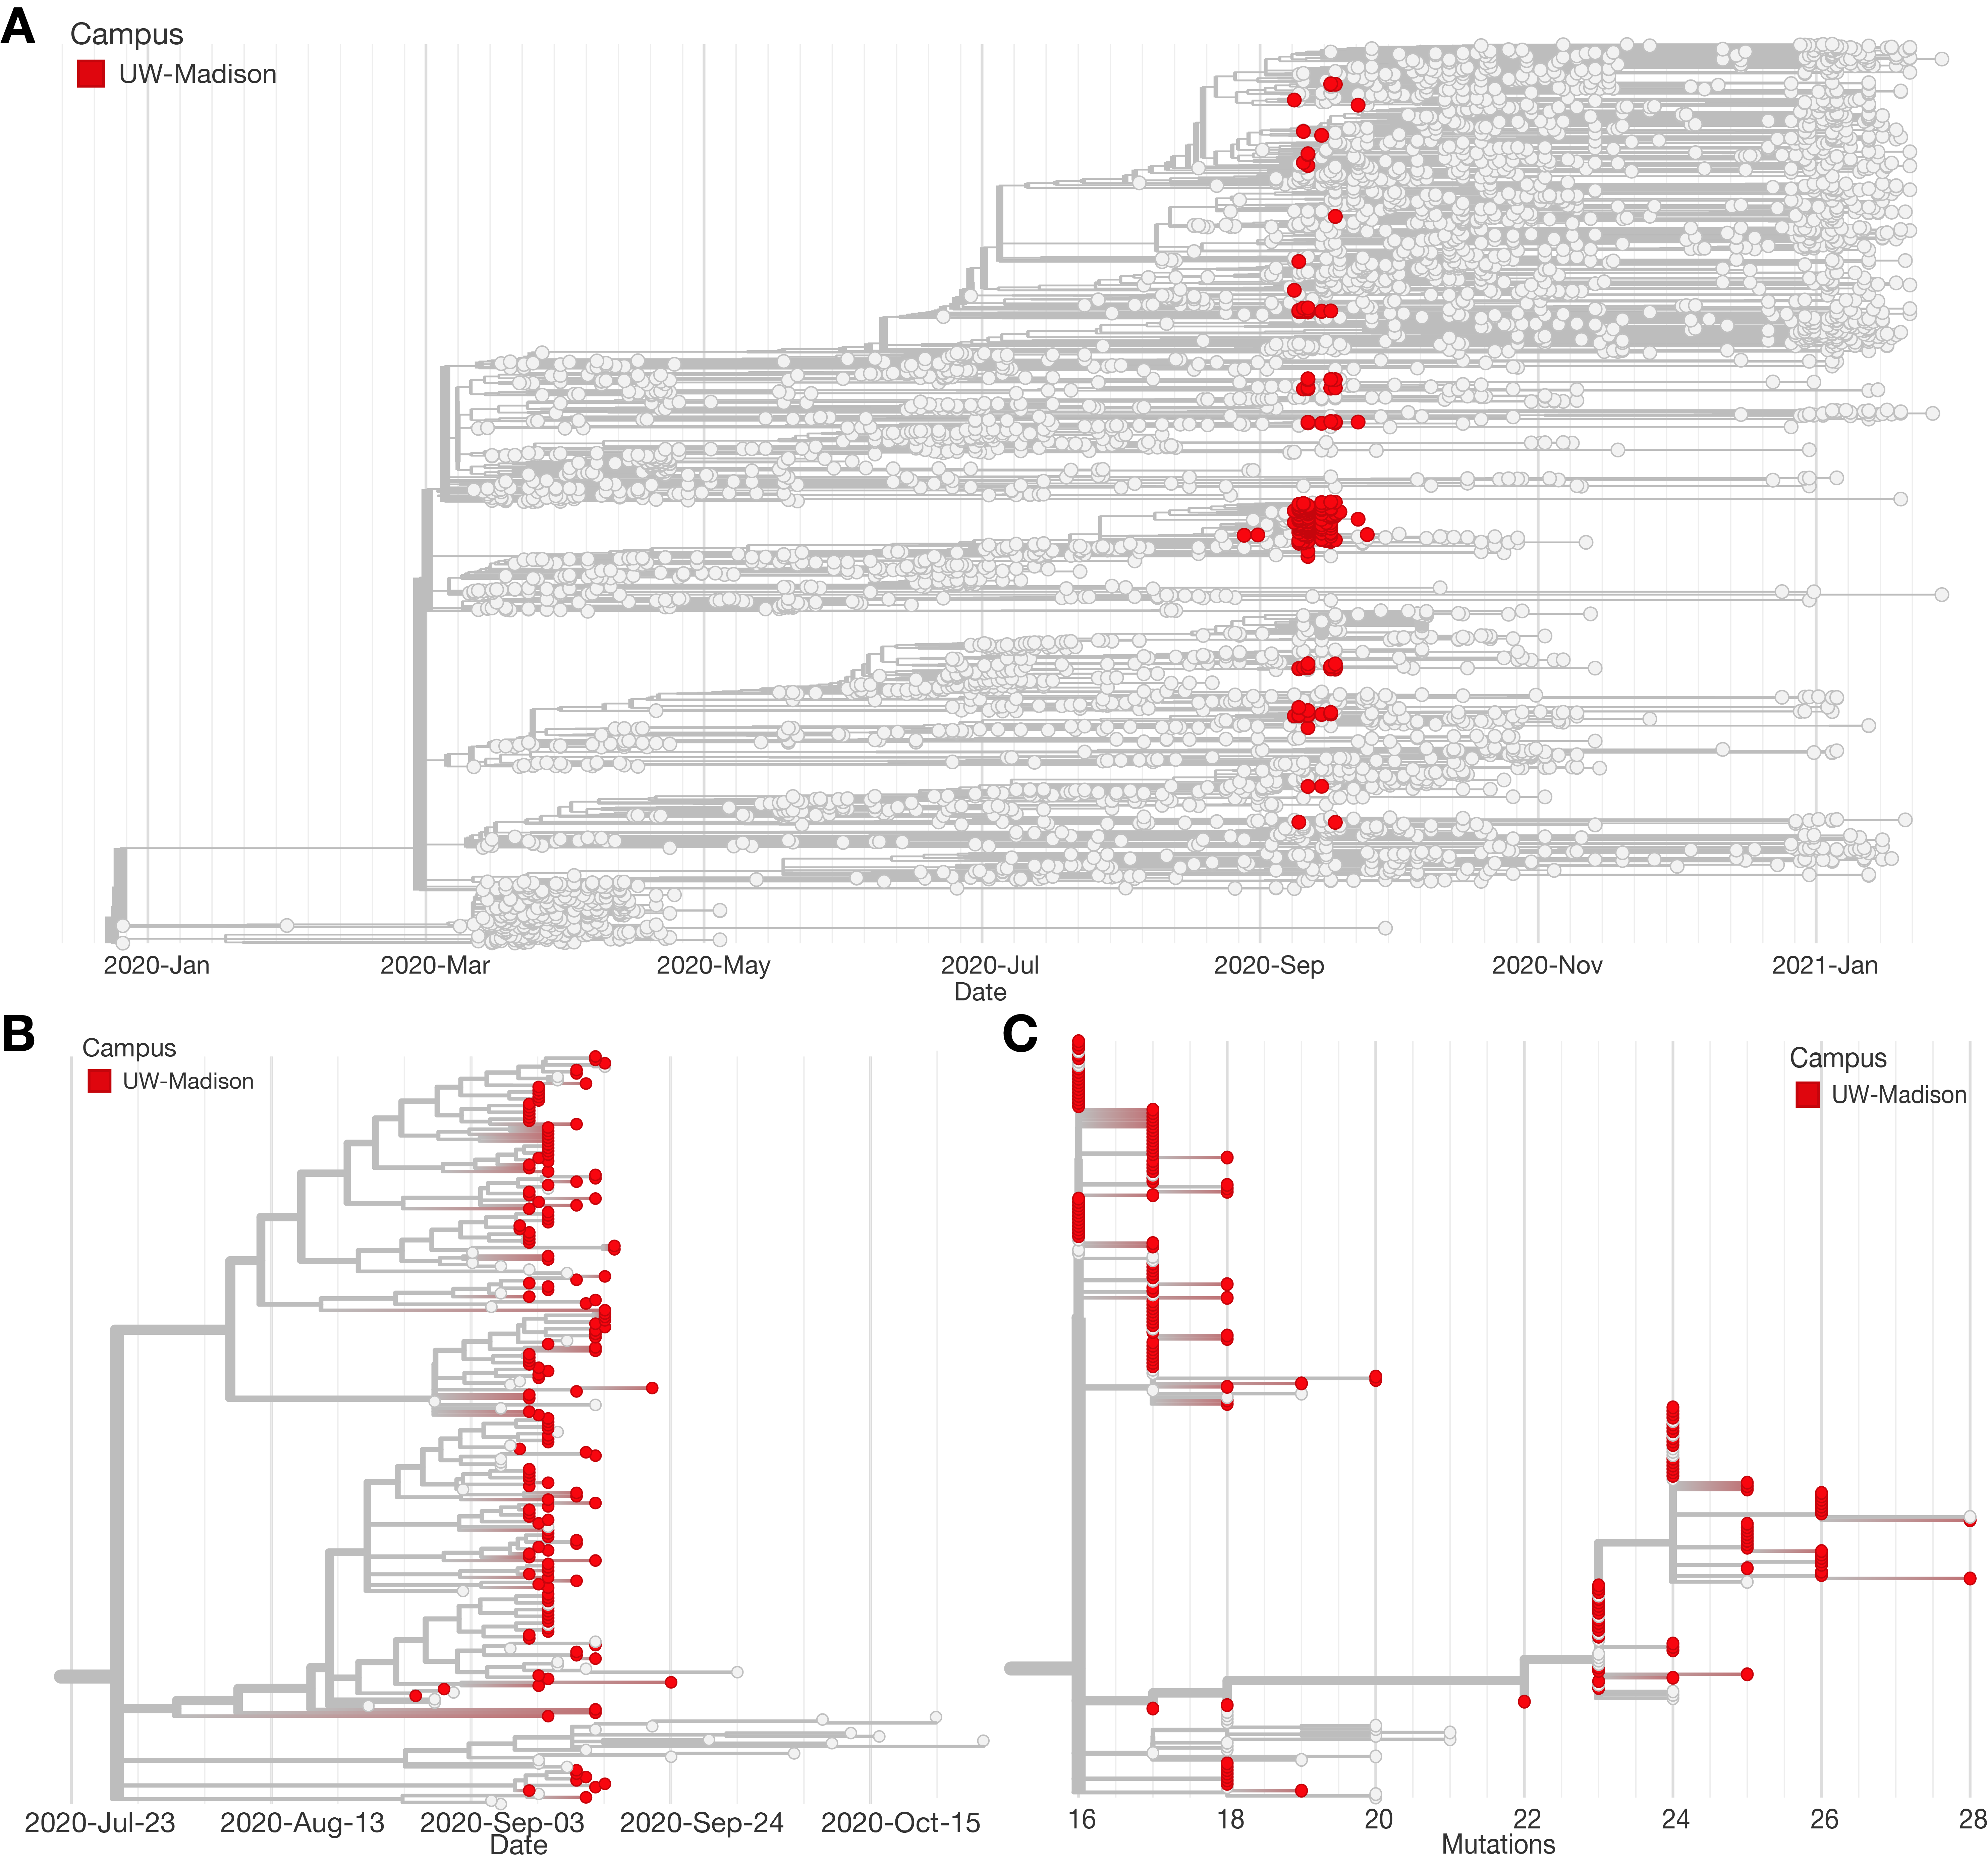 A
Campus
UW-Madison
2020-Jan 2020-Mar 2020-May 2020-Jul 2020-Sep 2020-Nov 2021-Jan
Date
B
Campus
UW-Madison
2020-Jul-23 2020-Aug-13 2020-Sep-03 2020-Sep-24 2020-Oct-15
Date
C
Campus
UW-Madison
16 18 20 22 24 26 28
Mutations